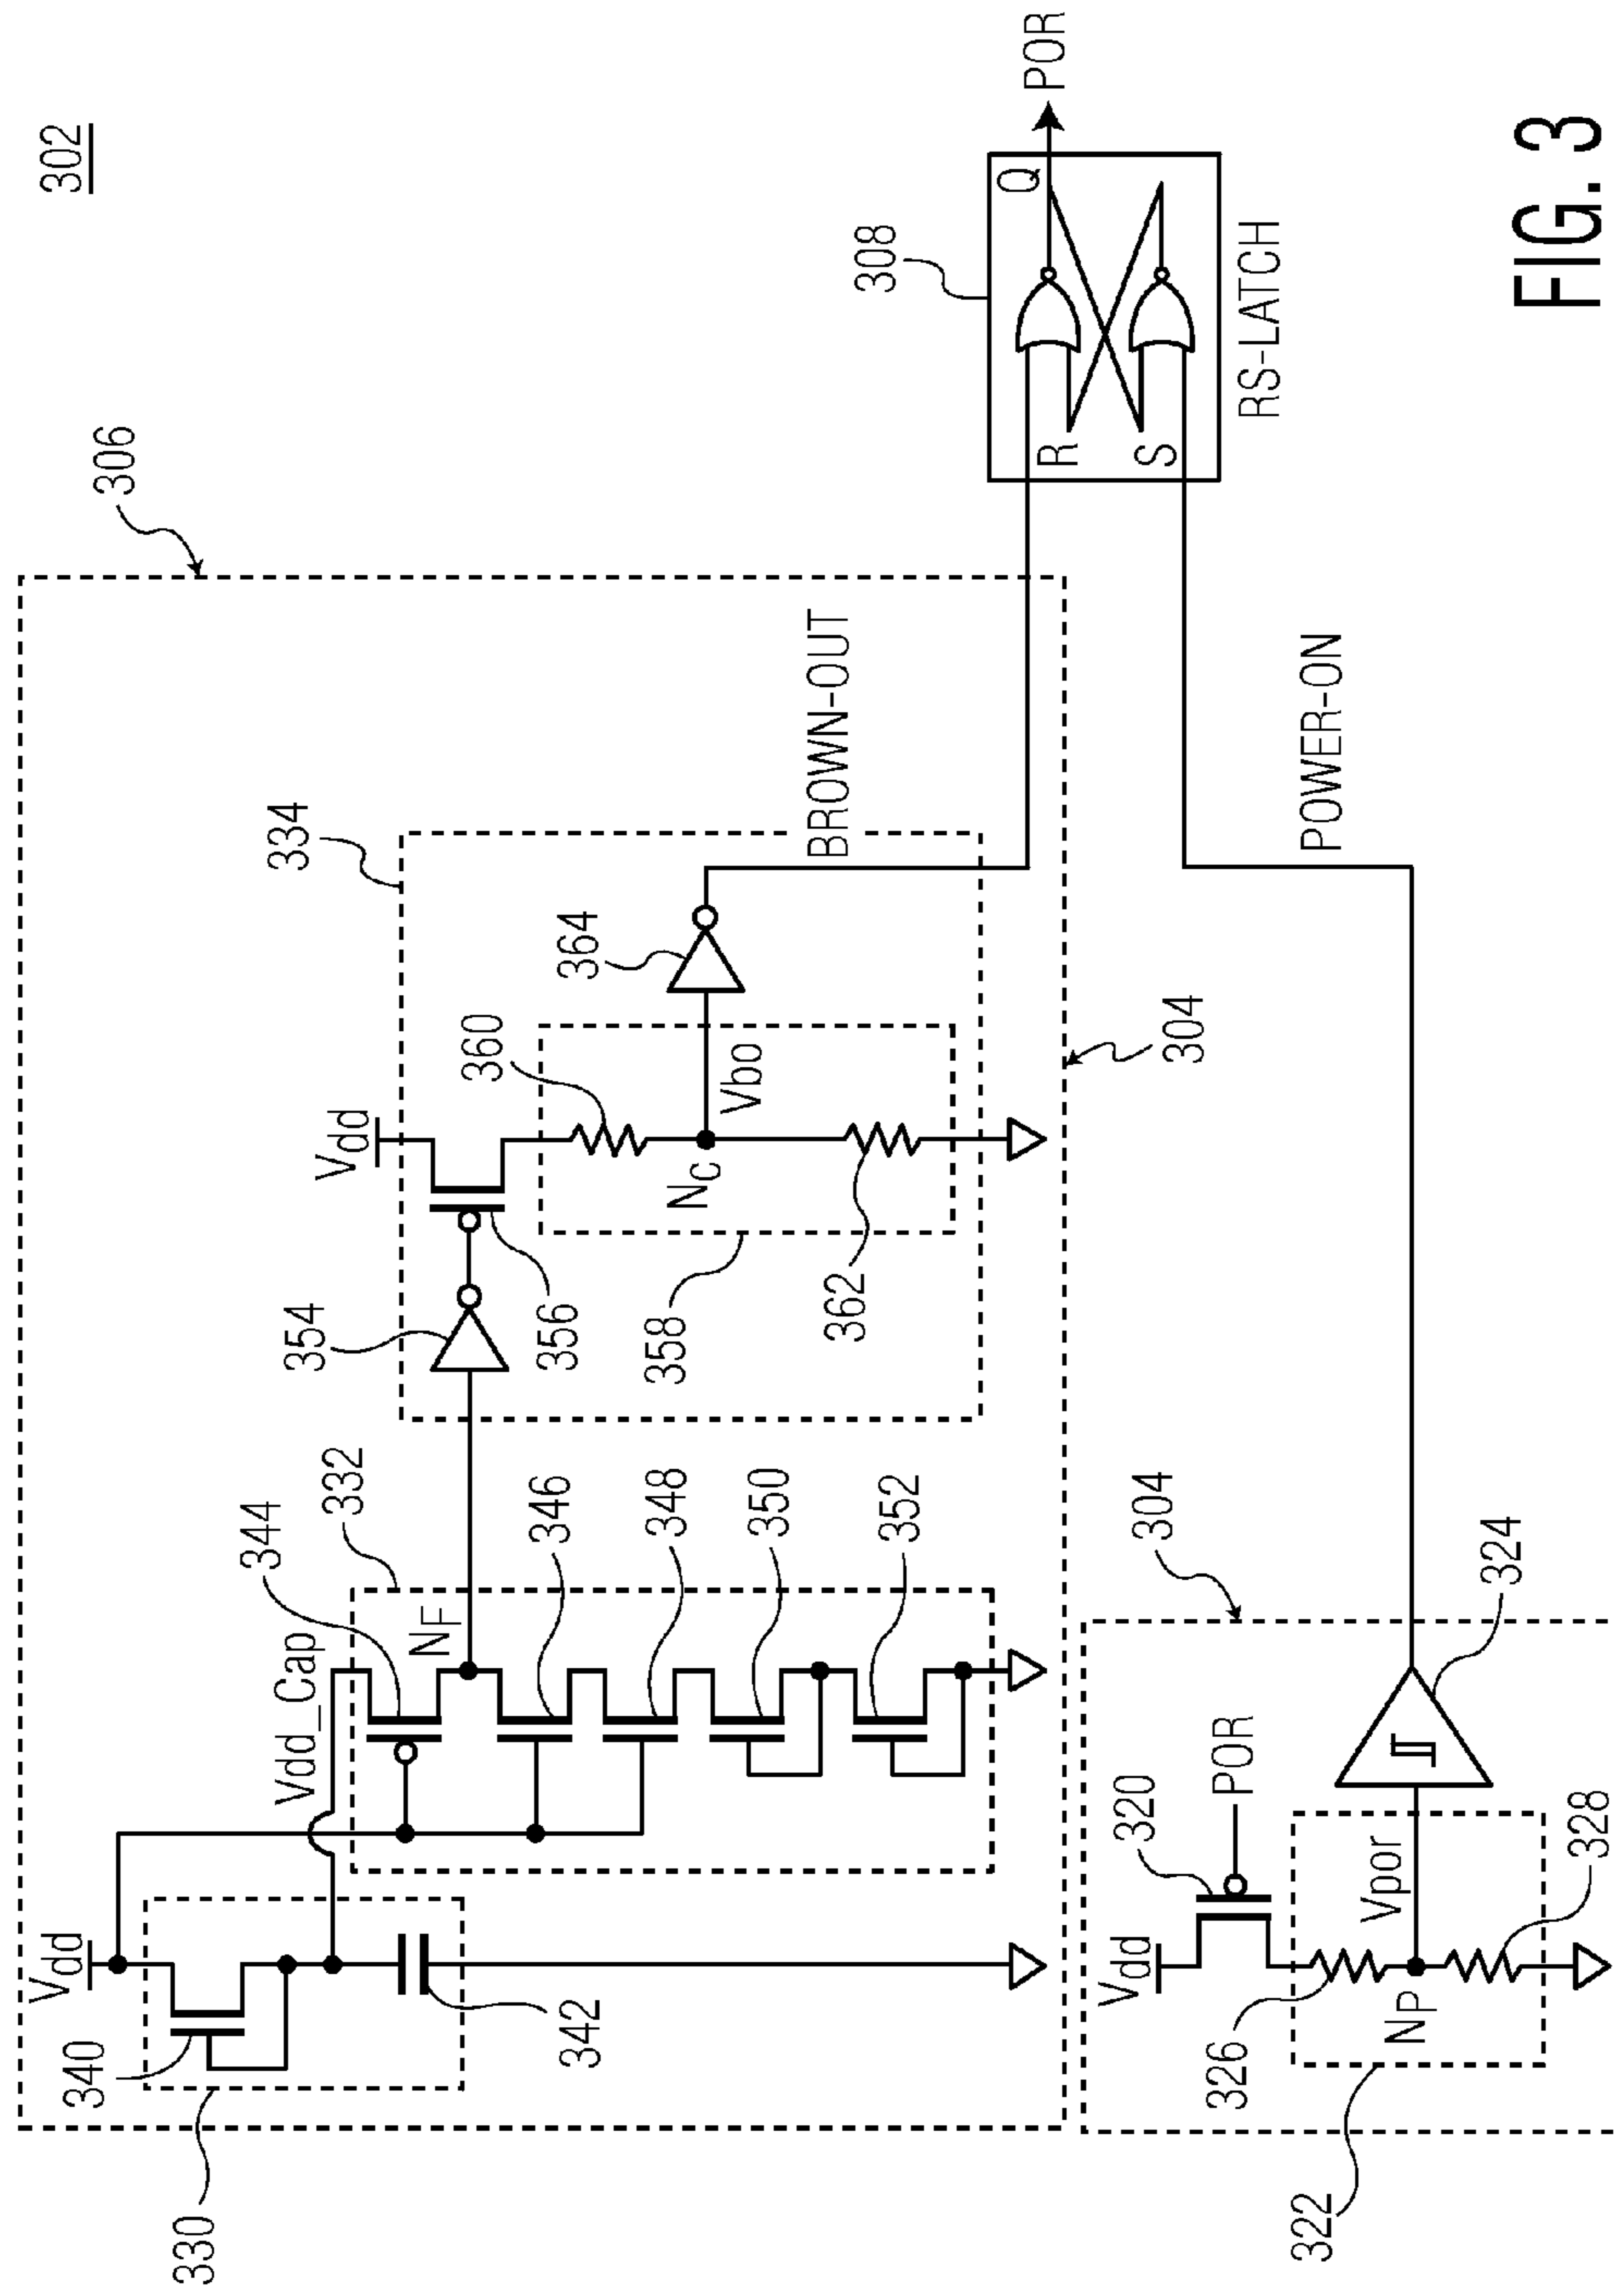 302
306
Vdd
340
330
342
Vdd_Cap
344
332
NF
346
348
350
352
334
354
Vdd
356
358
360
362
NC
Vbo
364
BROWN-OUT
304
308
R
S
Q
POR
RS-LATCH
POWER-ON
304
Vdd
320
POR
326
322
NP
Vpor
328
324
FIG. 3